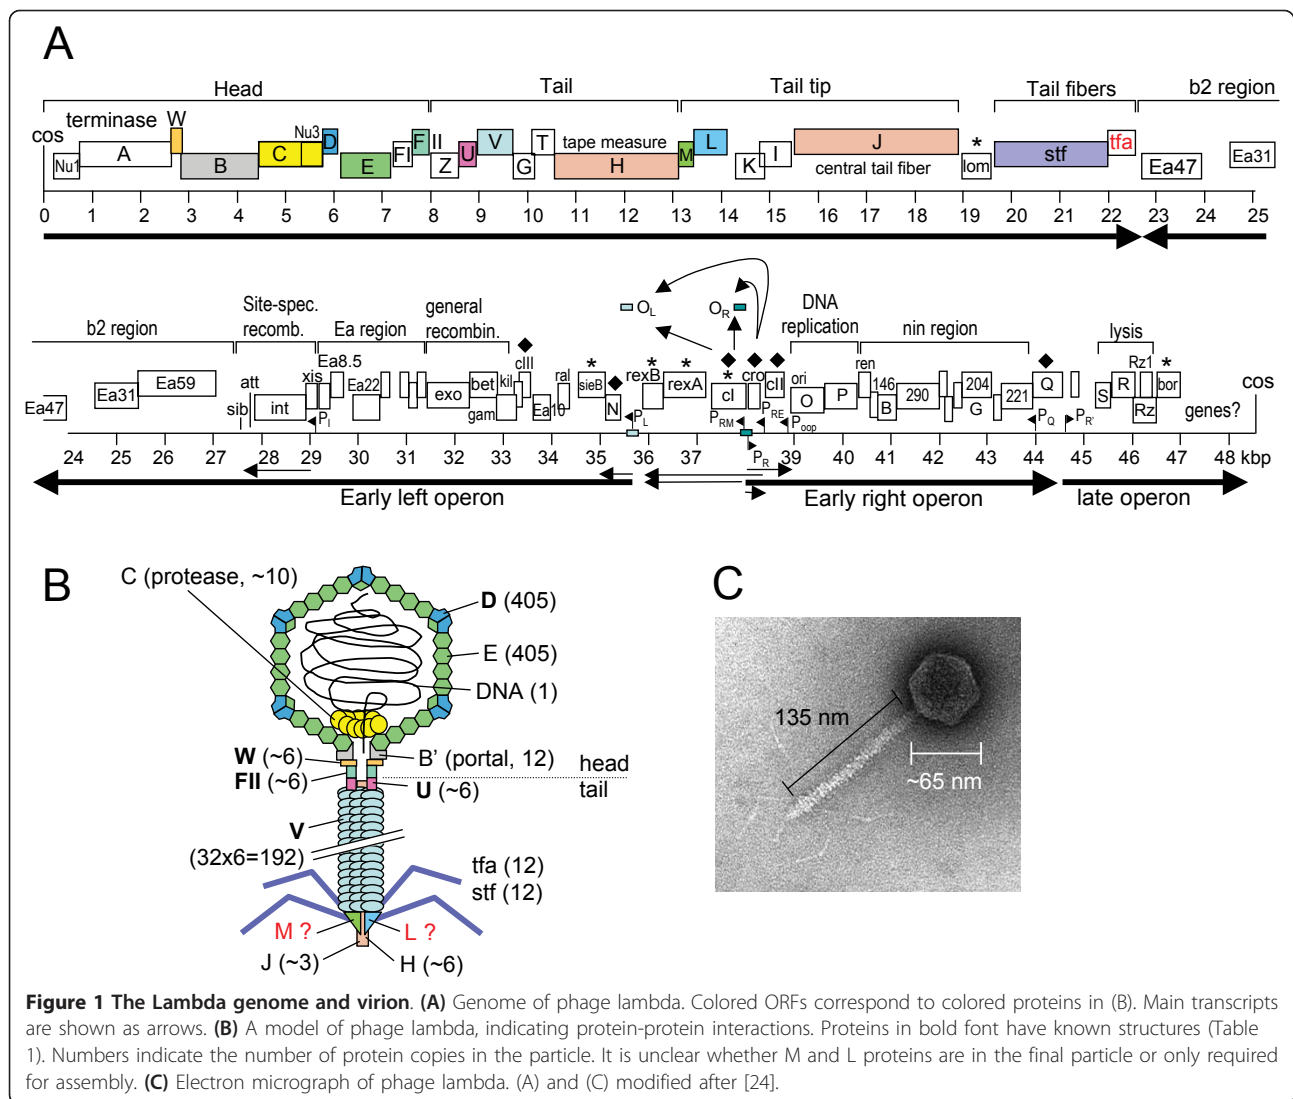 A
Head Tail Tail tip Tail fibers b2 region
cos terminase W Nu3 D F II U V T tape measure M L I J * stf tfa
Nu1 A B C E FI Z G H K central tail fiber lom Ea47 Ea31
0 1 2 3 4 5 6 7 8 9 10 11 12 13 14 15 16 17 18 19 20 21 22 23 24 25
O_L O_R
Site-spec. general DNA
b2 region recomb. Ea region recombin. replication nin region lysis
Ea8.5 cIII ral * * rexB * ren Rz1 *
Ea47 Ea31 Ea59 att sib int xis Ea22 exo bet gam kil Ea10 sieB N rexA * cI cro cII ori O P 146 B 290 204 G 221 Q S R Rz bor genes? cos
P_I P_L P_RM P_RE P_oop P_Q P_R'
24 25 26 27 28 29 30 31 32 33 34 35 36 37 38 39 40 41 42 43 44 45 46 47 48 kbp
P_R
Early left operon Early right operon late operon
B
C (protease, ~10)
D (405)
E (405)
DNA (1)
W (~6) B' (portal, 12) head
FII (~6) U (~6) tail
V
(32x6=192)
tfa (12)
stf (12)
M ? L ?
J (~3) H (~6)
C
135 nm
~65 nm
Figure 1 The Lambda genome and virion. (A) Genome of phage lambda. Colored ORFs correspond to colored proteins in (B). Main transcripts
are shown as arrows. (B) A model of phage lambda, indicating protein-protein interactions. Proteins in bold font have known structures (Table
1). Numbers indicate the number of protein copies in the particle. It is unclear whether M and L proteins are in the final particle or only required
for assembly. (C) Electron micrograph of phage lambda. (A) and (C) modified after [24].